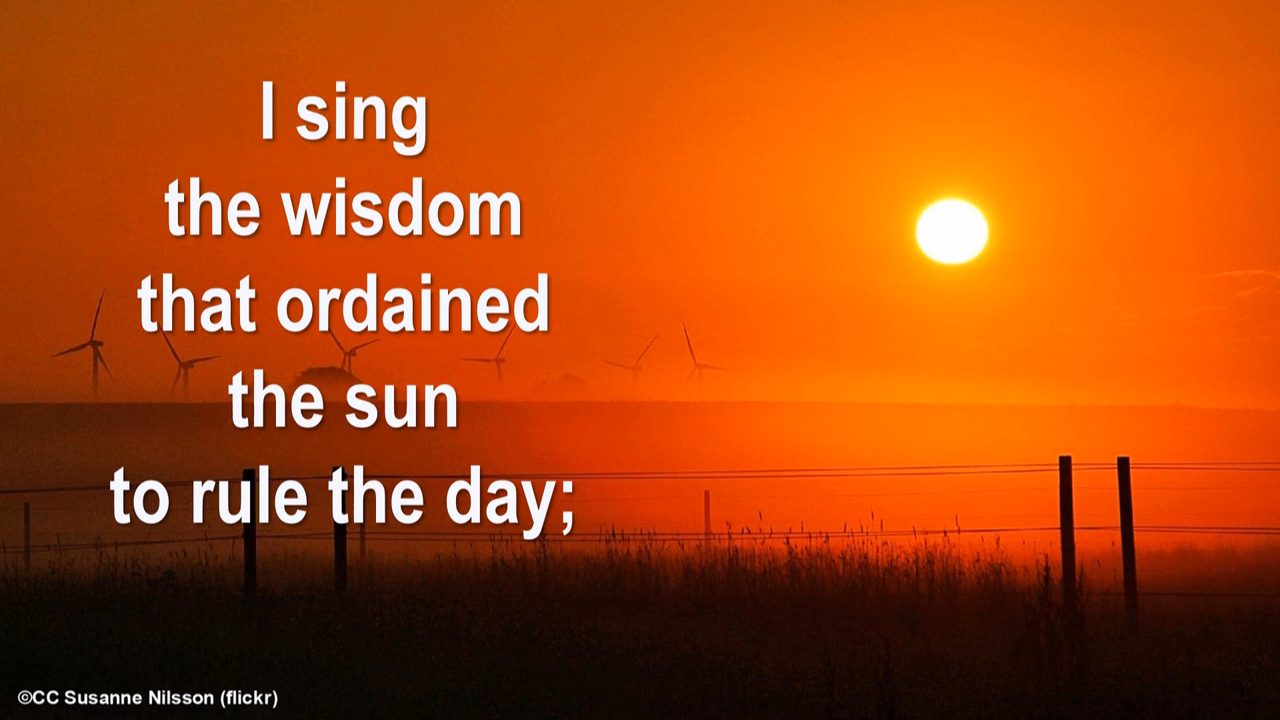 I sing
the wisdom
that ordained
the sun
to rule the day;
©CC Susanne Nilsson (flickr)